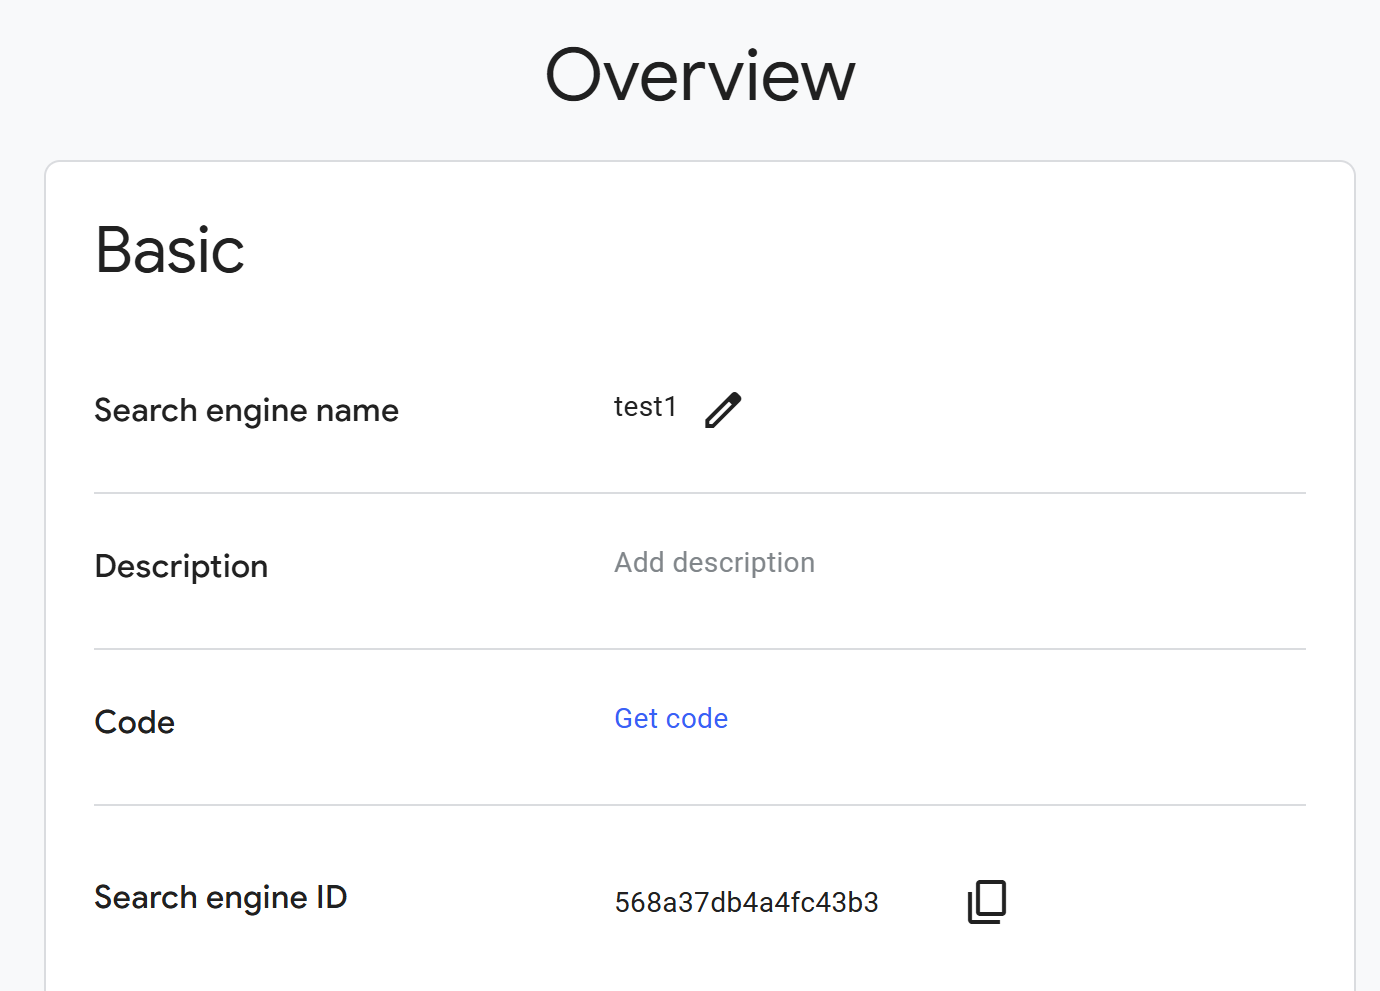 Overview
Basic
Search engine name
test1
Description
Add description
Code
Get code
Search engine ID
568a37db4a4fc43b3